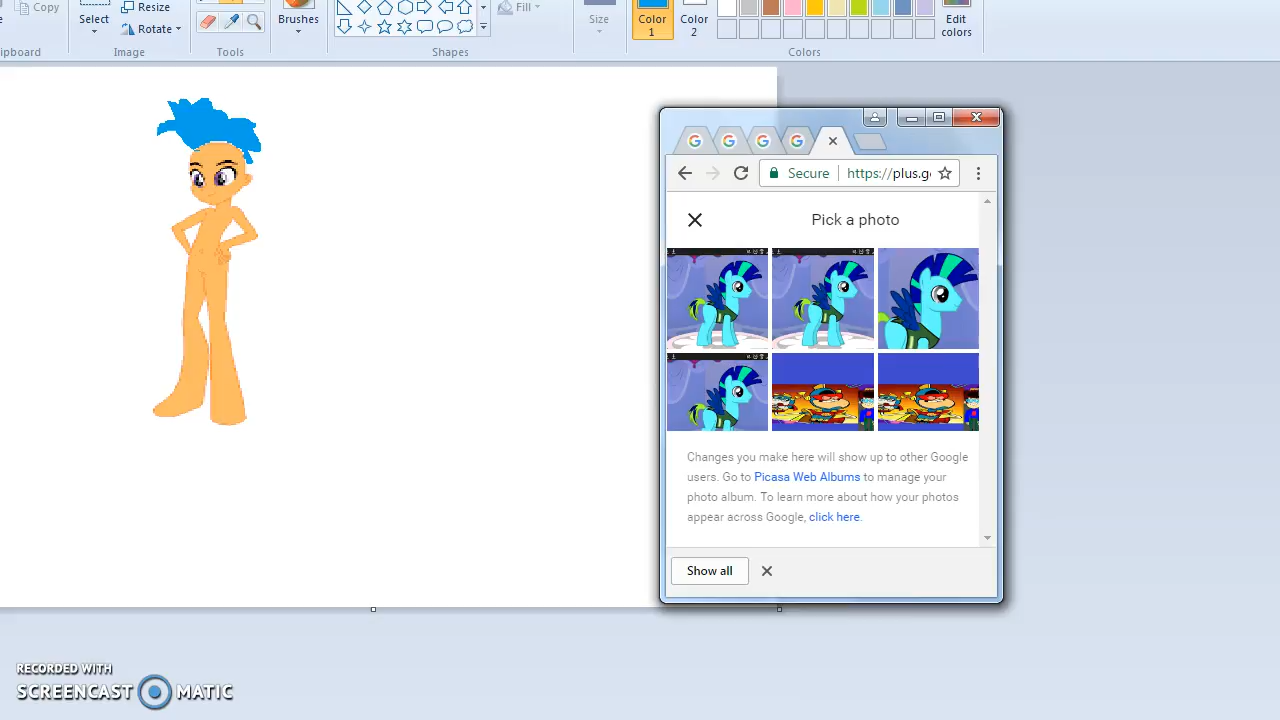 Copy
Resize
Rotate
Select
Brushes
Fill
Size
Color
1
Color
2
Edit
colors
Image
Tools
Shapes
Colors
G G G G
Secure https://plus.g
Pick a photo
Changes you make here will show up to other Google
users. Go to Picasa Web Albums to manage your
photo album. To learn more about how your photos
appear across Google, click here.
Show all
RECORDED WITH
SCREENCAST MATIC